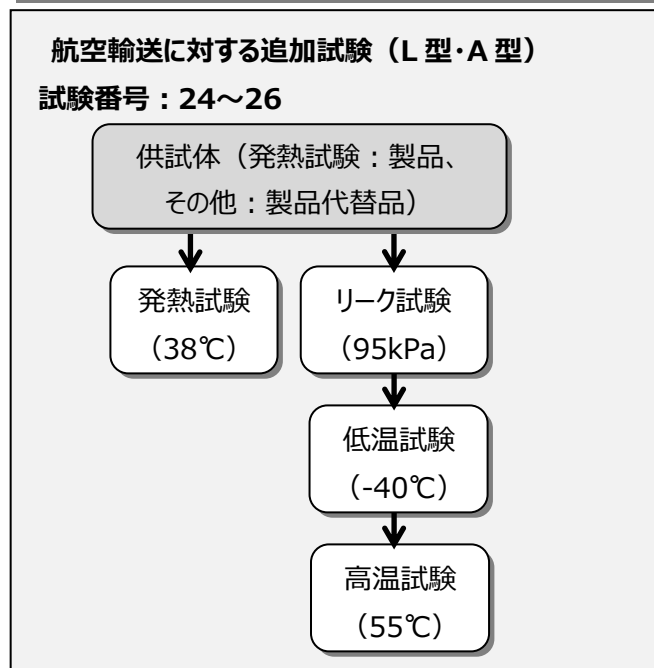 航空輸送に対する追加試験（L 型･A 型）
試験番号：24～26
供試体（発熱試験：製品、
その他：製品代替品）
発熱試験
（38℃）
リーク試験
（95kPa）
低温試験
（-40℃）
高温試験
（55℃）